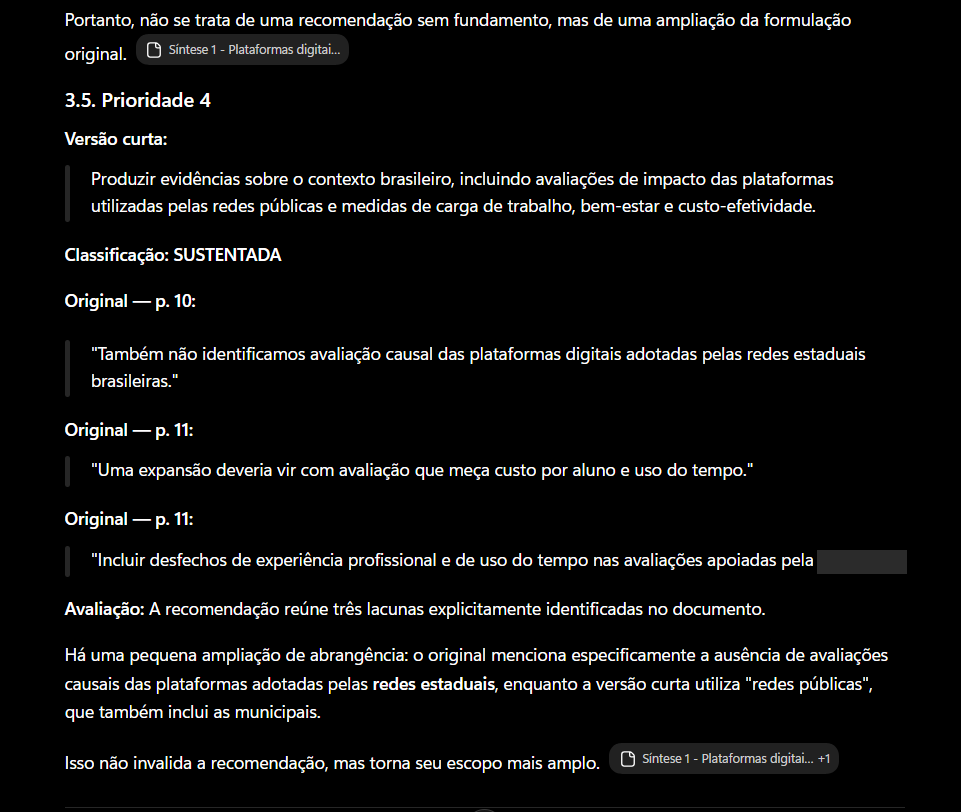 Portanto, não se trata de uma recomendação sem fundamento, mas de uma ampliação da formulação
original. Síntese 1 - Plataformas digitai...
3.5. Prioridade 4
Versão curta:
Produzir evidências sobre o contexto brasileiro, incluindo avaliações de impacto das plataformas
utilizadas pelas redes públicas e medidas de carga de trabalho, bem-estar e custo-efetividade.
Classificação: SUSTENTADA
Original — p. 10:
"Também não identificamos avaliação causal das plataformas digitais adotadas pelas redes estaduais
brasileiras."
Original — p. 11:
"Uma expansão deveria vir com avaliação que meça custo por aluno e uso do tempo."
Original — p. 11:
"Incluir desfechos de experiência profissional e de uso do tempo nas avaliações apoiadas pela
Avaliação: A recomendação reúne três lacunas explicitamente identificadas no documento.
Há uma pequena ampliação de abrangência: o original menciona especificamente a ausência de avaliações
causais das plataformas adotadas pelas redes estaduais, enquanto a versão curta utiliza "redes públicas",
que também inclui as municipais.
Isso não invalida a recomendação, mas torna seu escopo mais amplo. Síntese 1 - Plataformas digitai... +1